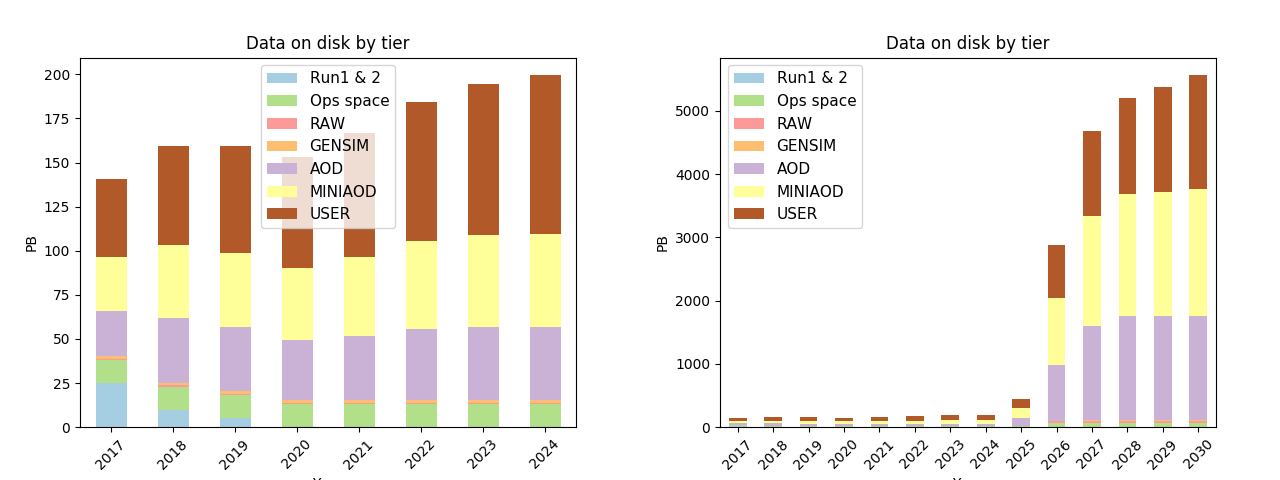 Data on disk by tier
200
175
150
125
100
75
50
25
0
PB
Run1 & 2
Ops space
RAW
GENSIM
AOD
MINIAOD
USER
2017
2018
2019
2020
2021
2022
2023
2024
Data on disk by tier
5000
4000
3000
2000
1000
0
PB
Run1 & 2
Ops space
RAW
GENSIM
AOD
MINIAOD
USER
2017
2018
2019
2020
2021
2022
2023
2024
2025
2026
2027
2028
2029
2030